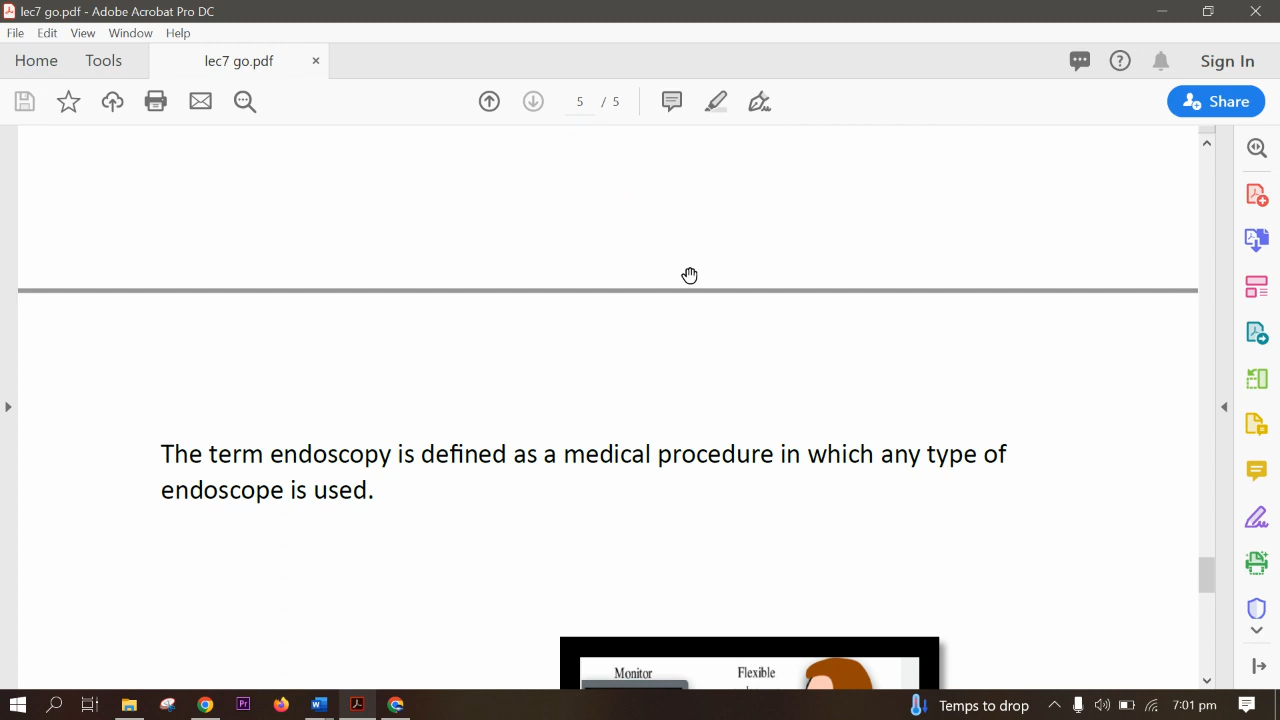 lec7 go.pdf - Adobe Acrobat Pro DC
File Edit View Window Help
Home Tools lec7 go.pdf × Sign In
5 / 5 Share
The term endoscopy is defined as a medical procedure in which any type of
endoscope is used.
Monitor Flexible
Temps to drop 7:01 pm